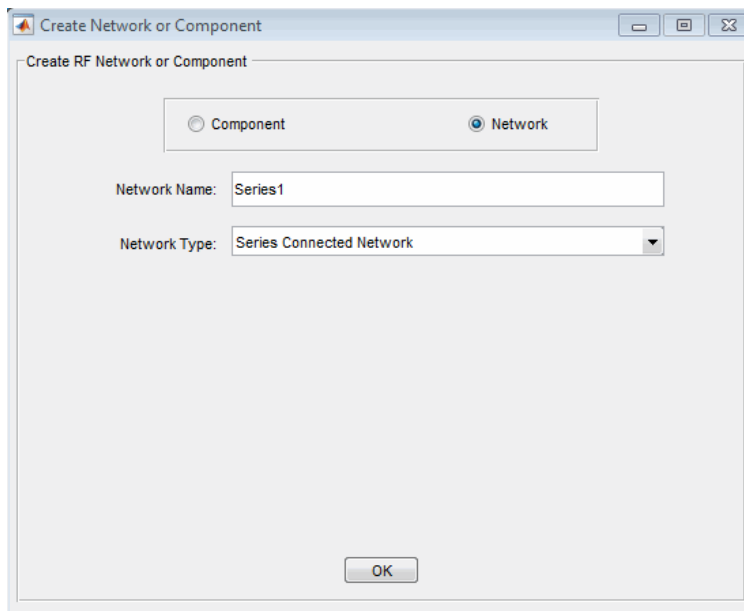 Create Network or Component
Create RF Network or Component
Component Network
Network Name: Series1
Network Type: Series Connected Network
OK